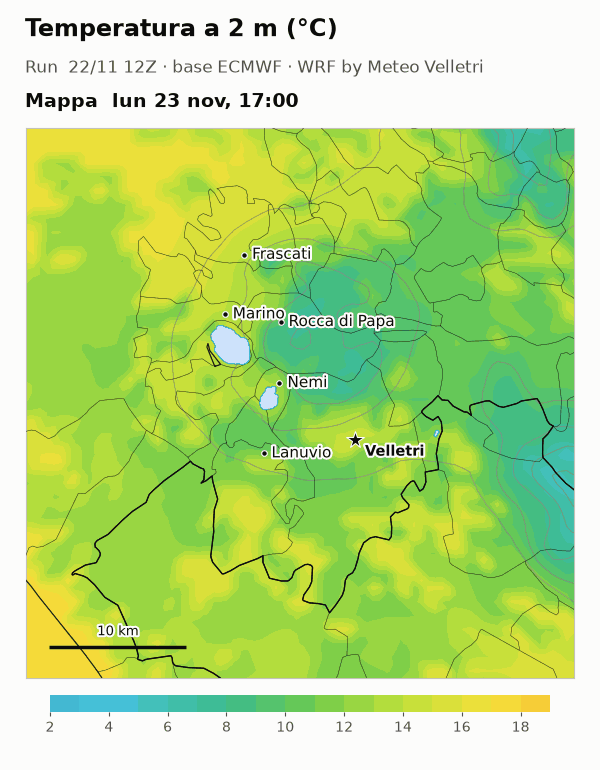 Temperatura a 2 m (°C)
Run  22/11 12Z · base ECMWF · WRF by Meteo Velletri
Mappa  lun 23 nov, 17:00
Frascati
Marino
Rocca di Papa
Nemi
Velletri
Lanuvio
10 km
2 4 6 8 10 12 14 16 18